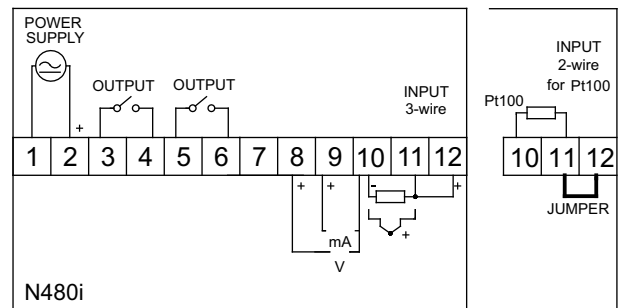 POWER
SUPPLY
+
OUTPUT
OUTPUT
INPUT
3-wire
1 2 3 4 5 6 7 8 9 10 11 12
+ + - +
+
mA
V
N480i
INPUT
2-wire
for Pt100
Pt100
10 11 12
JUMPER